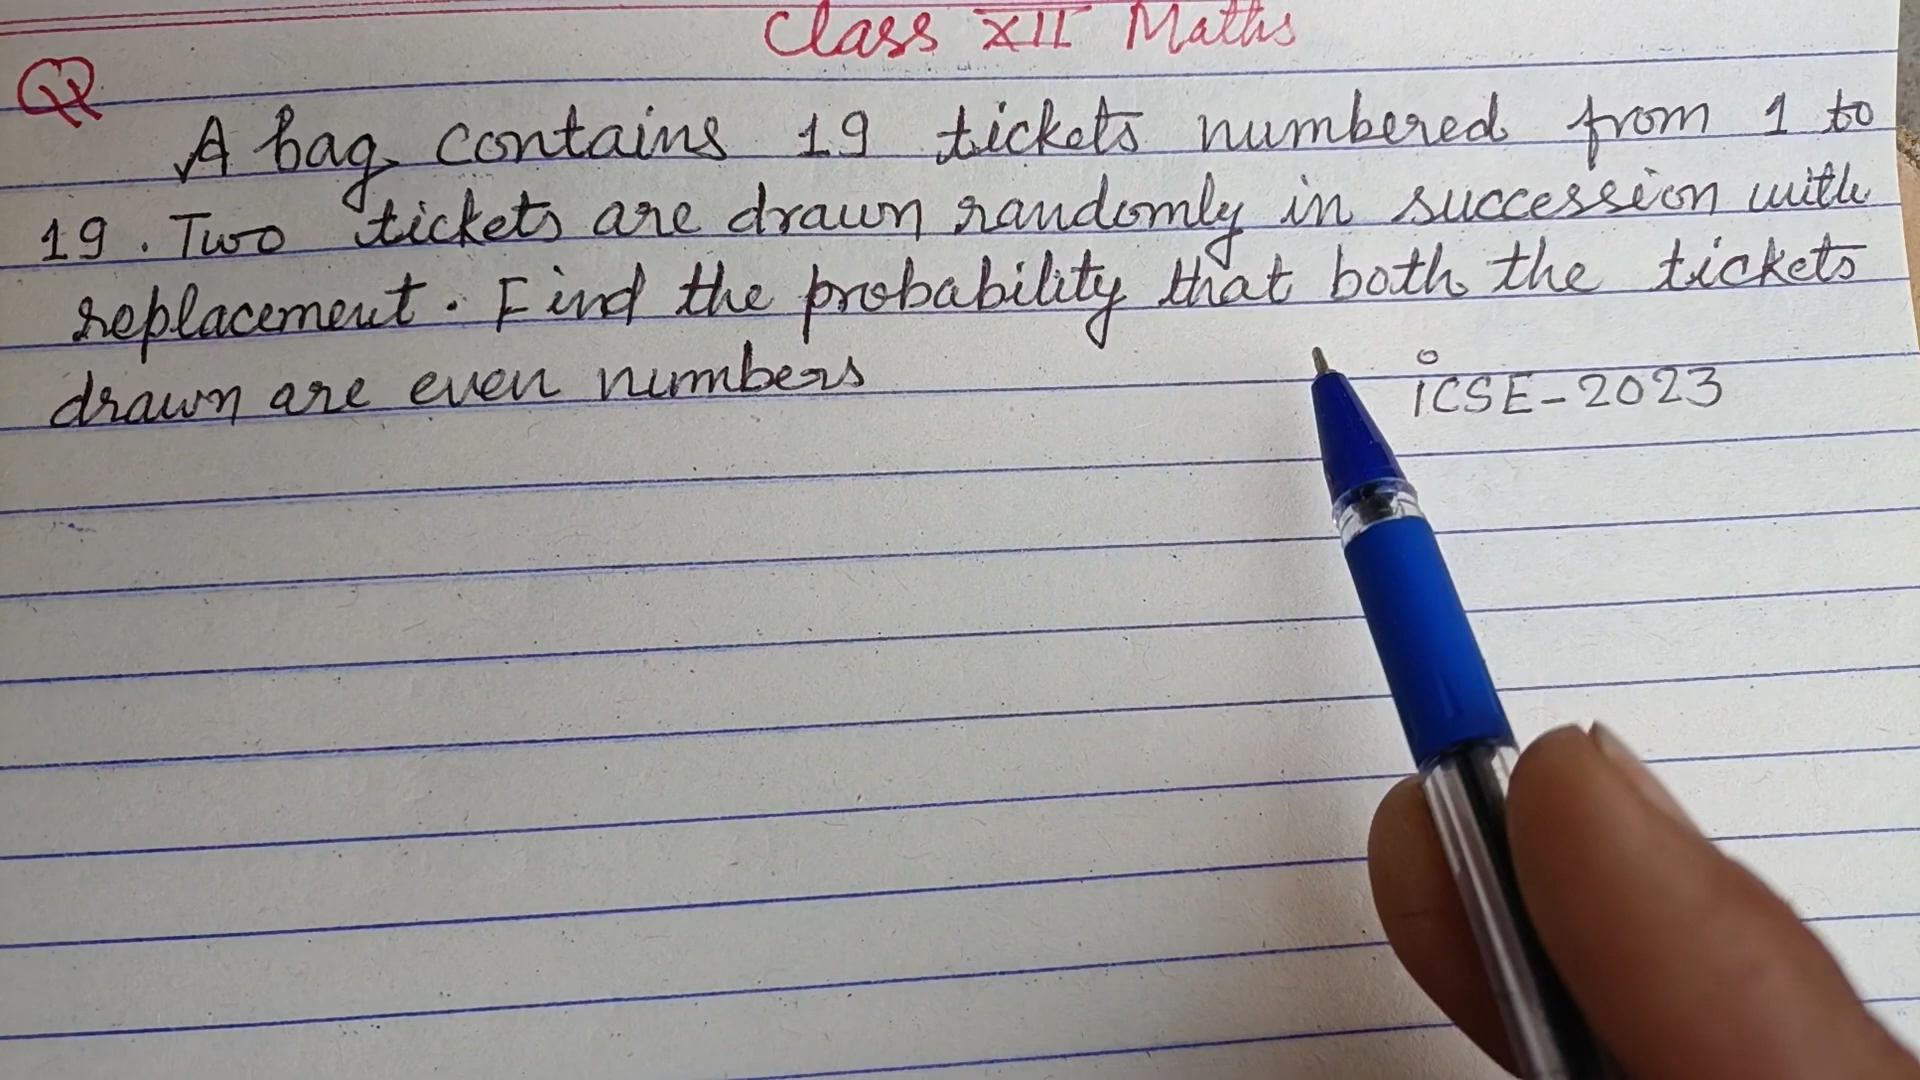 Class XII Maths
Q
A bag contains 19 tickets numbered from 1 to
19. Two tickets are drawn randomly in succession with
replacement. Find the probability that both the tickets
drawn are even numbers
iCSE-2023